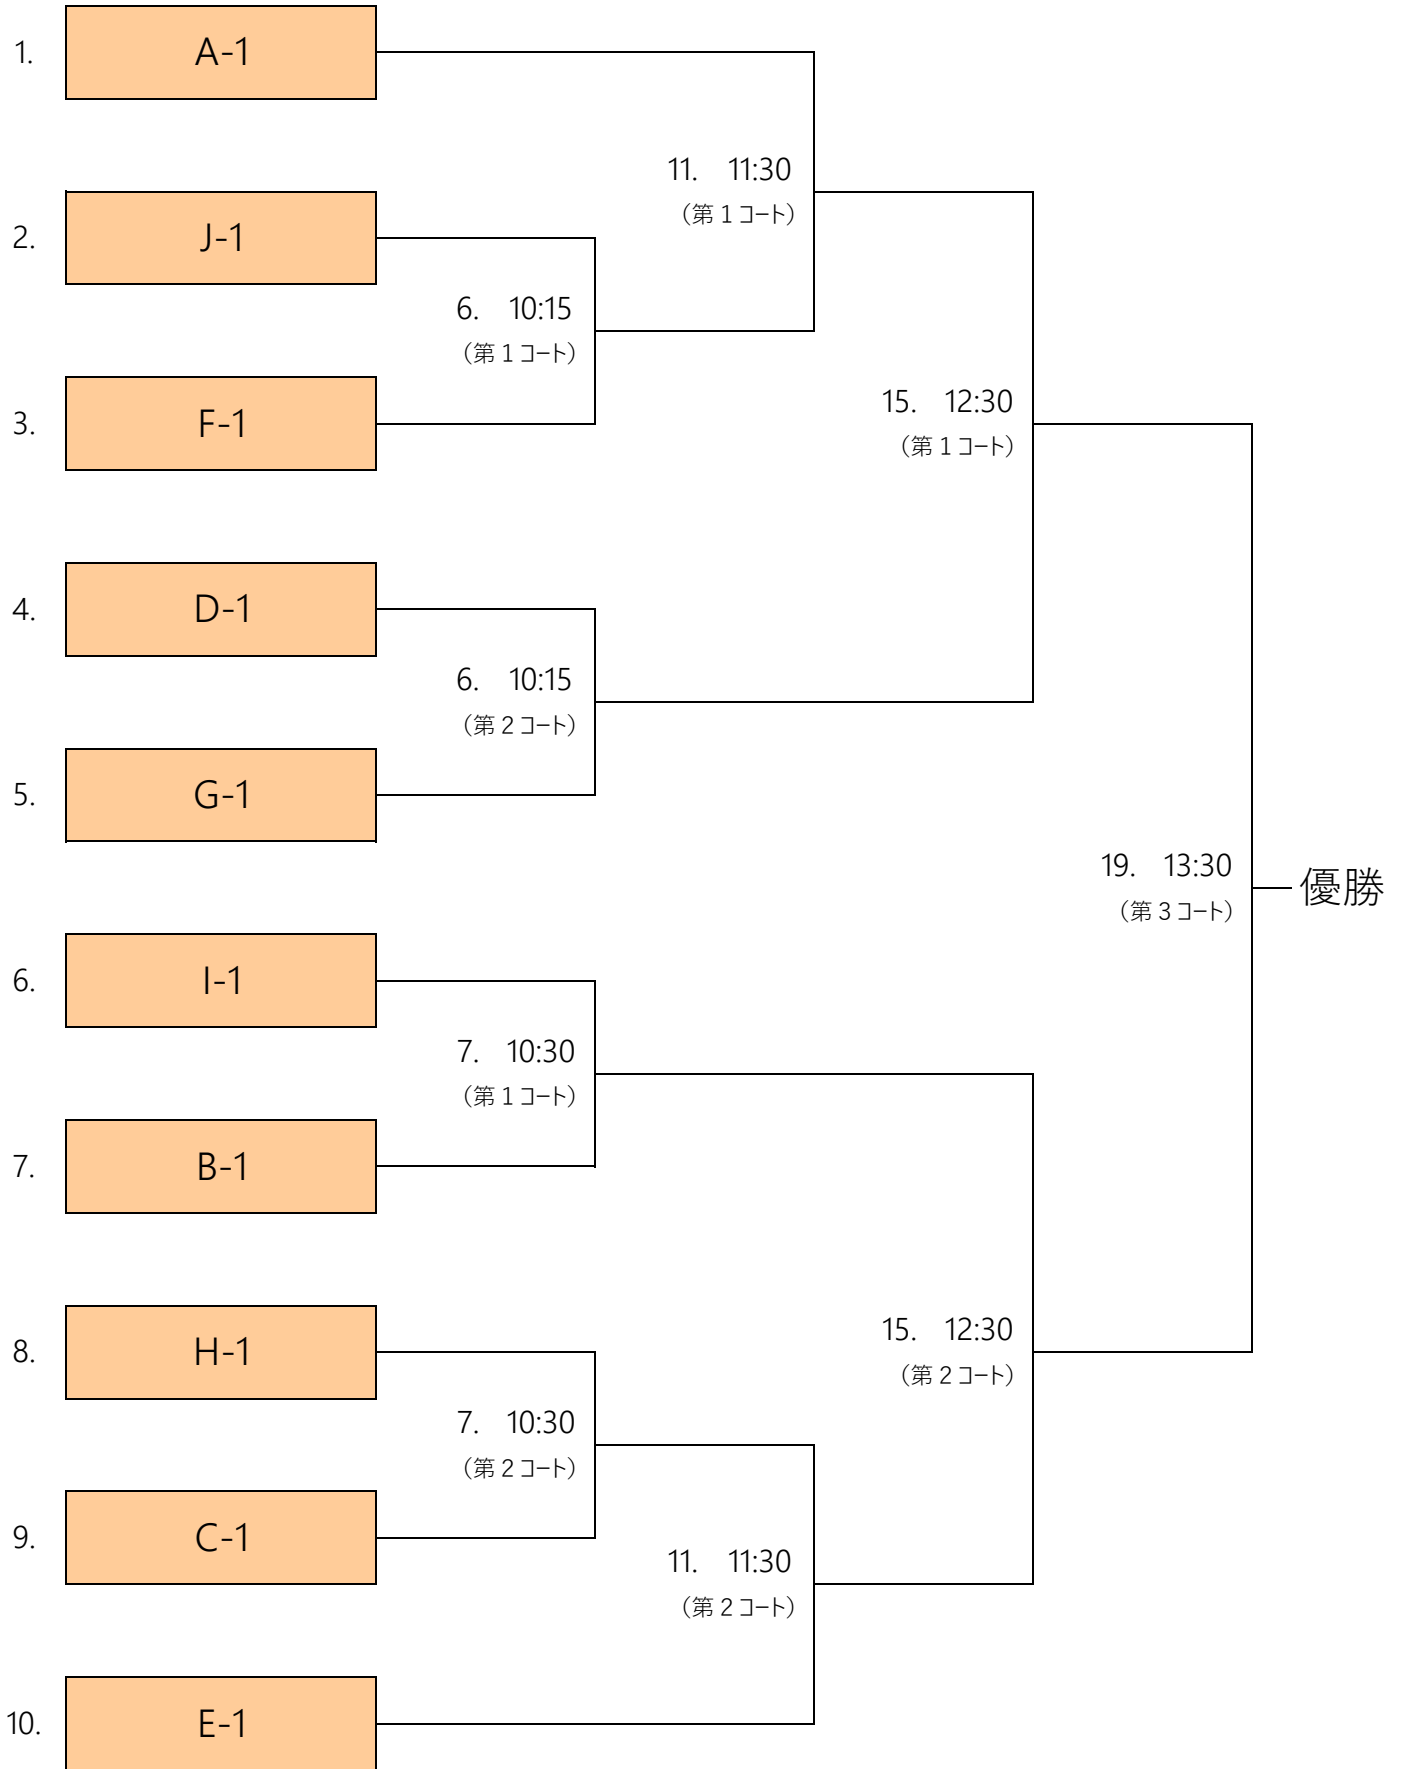 1. A-1
11. 11:30
（第１コート）
2. J-1
6. 10:15
（第１コート）
3. F-1
15. 12:30
（第１コート）
4. D-1
6. 10:15
（第２コート）
5. G-1
19. 13:30
（第３コート）
優勝
6. I-1
7. 10:30
（第１コート）
7. B-1
15. 12:30
（第２コート）
8. H-1
7. 10:30
（第２コート）
9. C-1
11. 11:30
（第２コート）
10. E-1